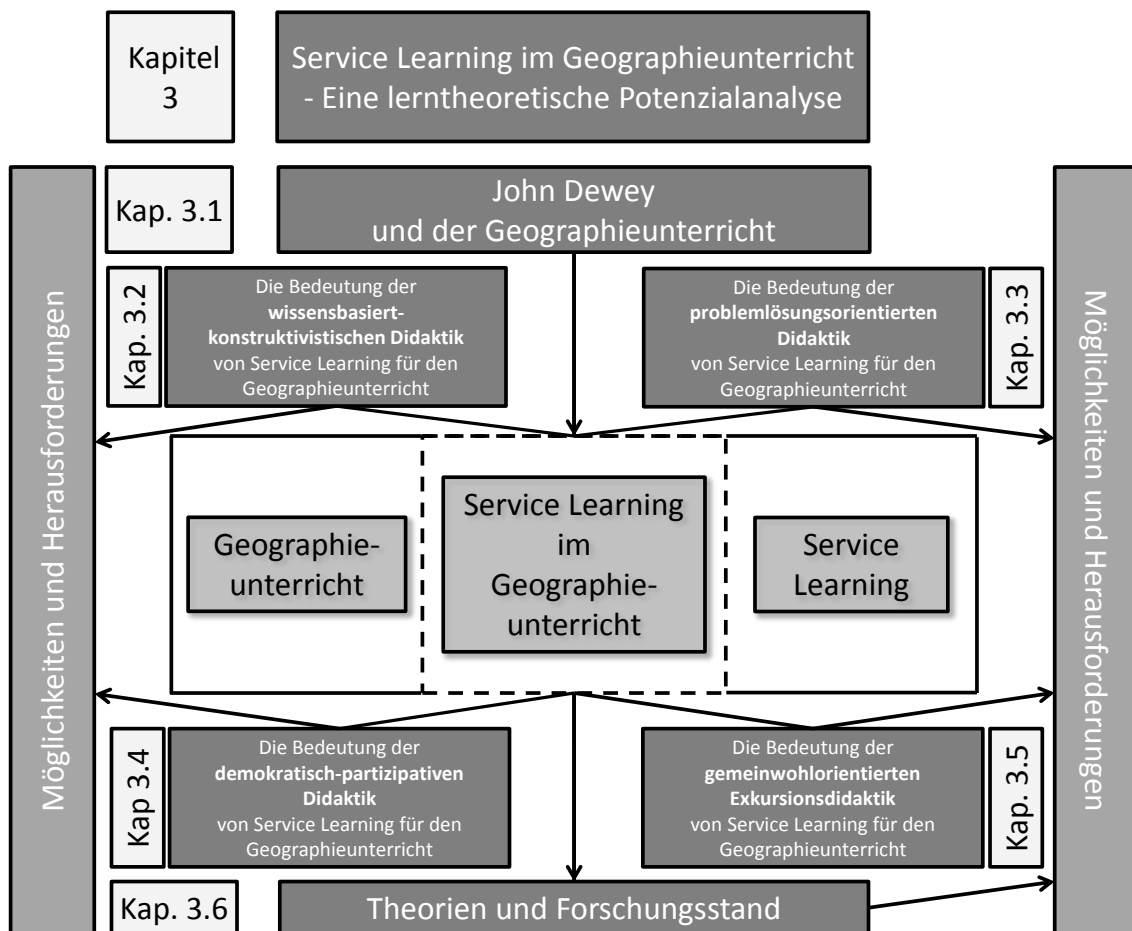 Kapitel
3
Service Learning im Geographieunterricht
- Eine lerntheoretische Potenzialanalyse
Möglichkeiten und Herausforderungen
Kap. 3.1
John Dewey
und der Geographieunterricht
Möglichkeiten und Herausforderungen
Kap. 3.2
Die Bedeutung der
wissensbasiert-
konstruktivistischen Didaktik
von Service Learning für den
Geographieunterricht
Die Bedeutung der
problemlösungsorientierten
Didaktik
von Service Learning für den
Geographieunterricht
Kap. 3.3
Geographie-
unterricht
Service Learning
im
Geographie-
unterricht
Service
Learning
Kap 3.4
Die Bedeutung der
demokratisch-partizipativen
Didaktik
von Service Learning für den
Geographieunterricht
Die Bedeutung der
gemeinwohlorientierten
Exkursionsdidaktik
von Service Learning für den
Geographieunterricht
Kap. 3.5
Kap. 3.6
Theorien und Forschungsstand